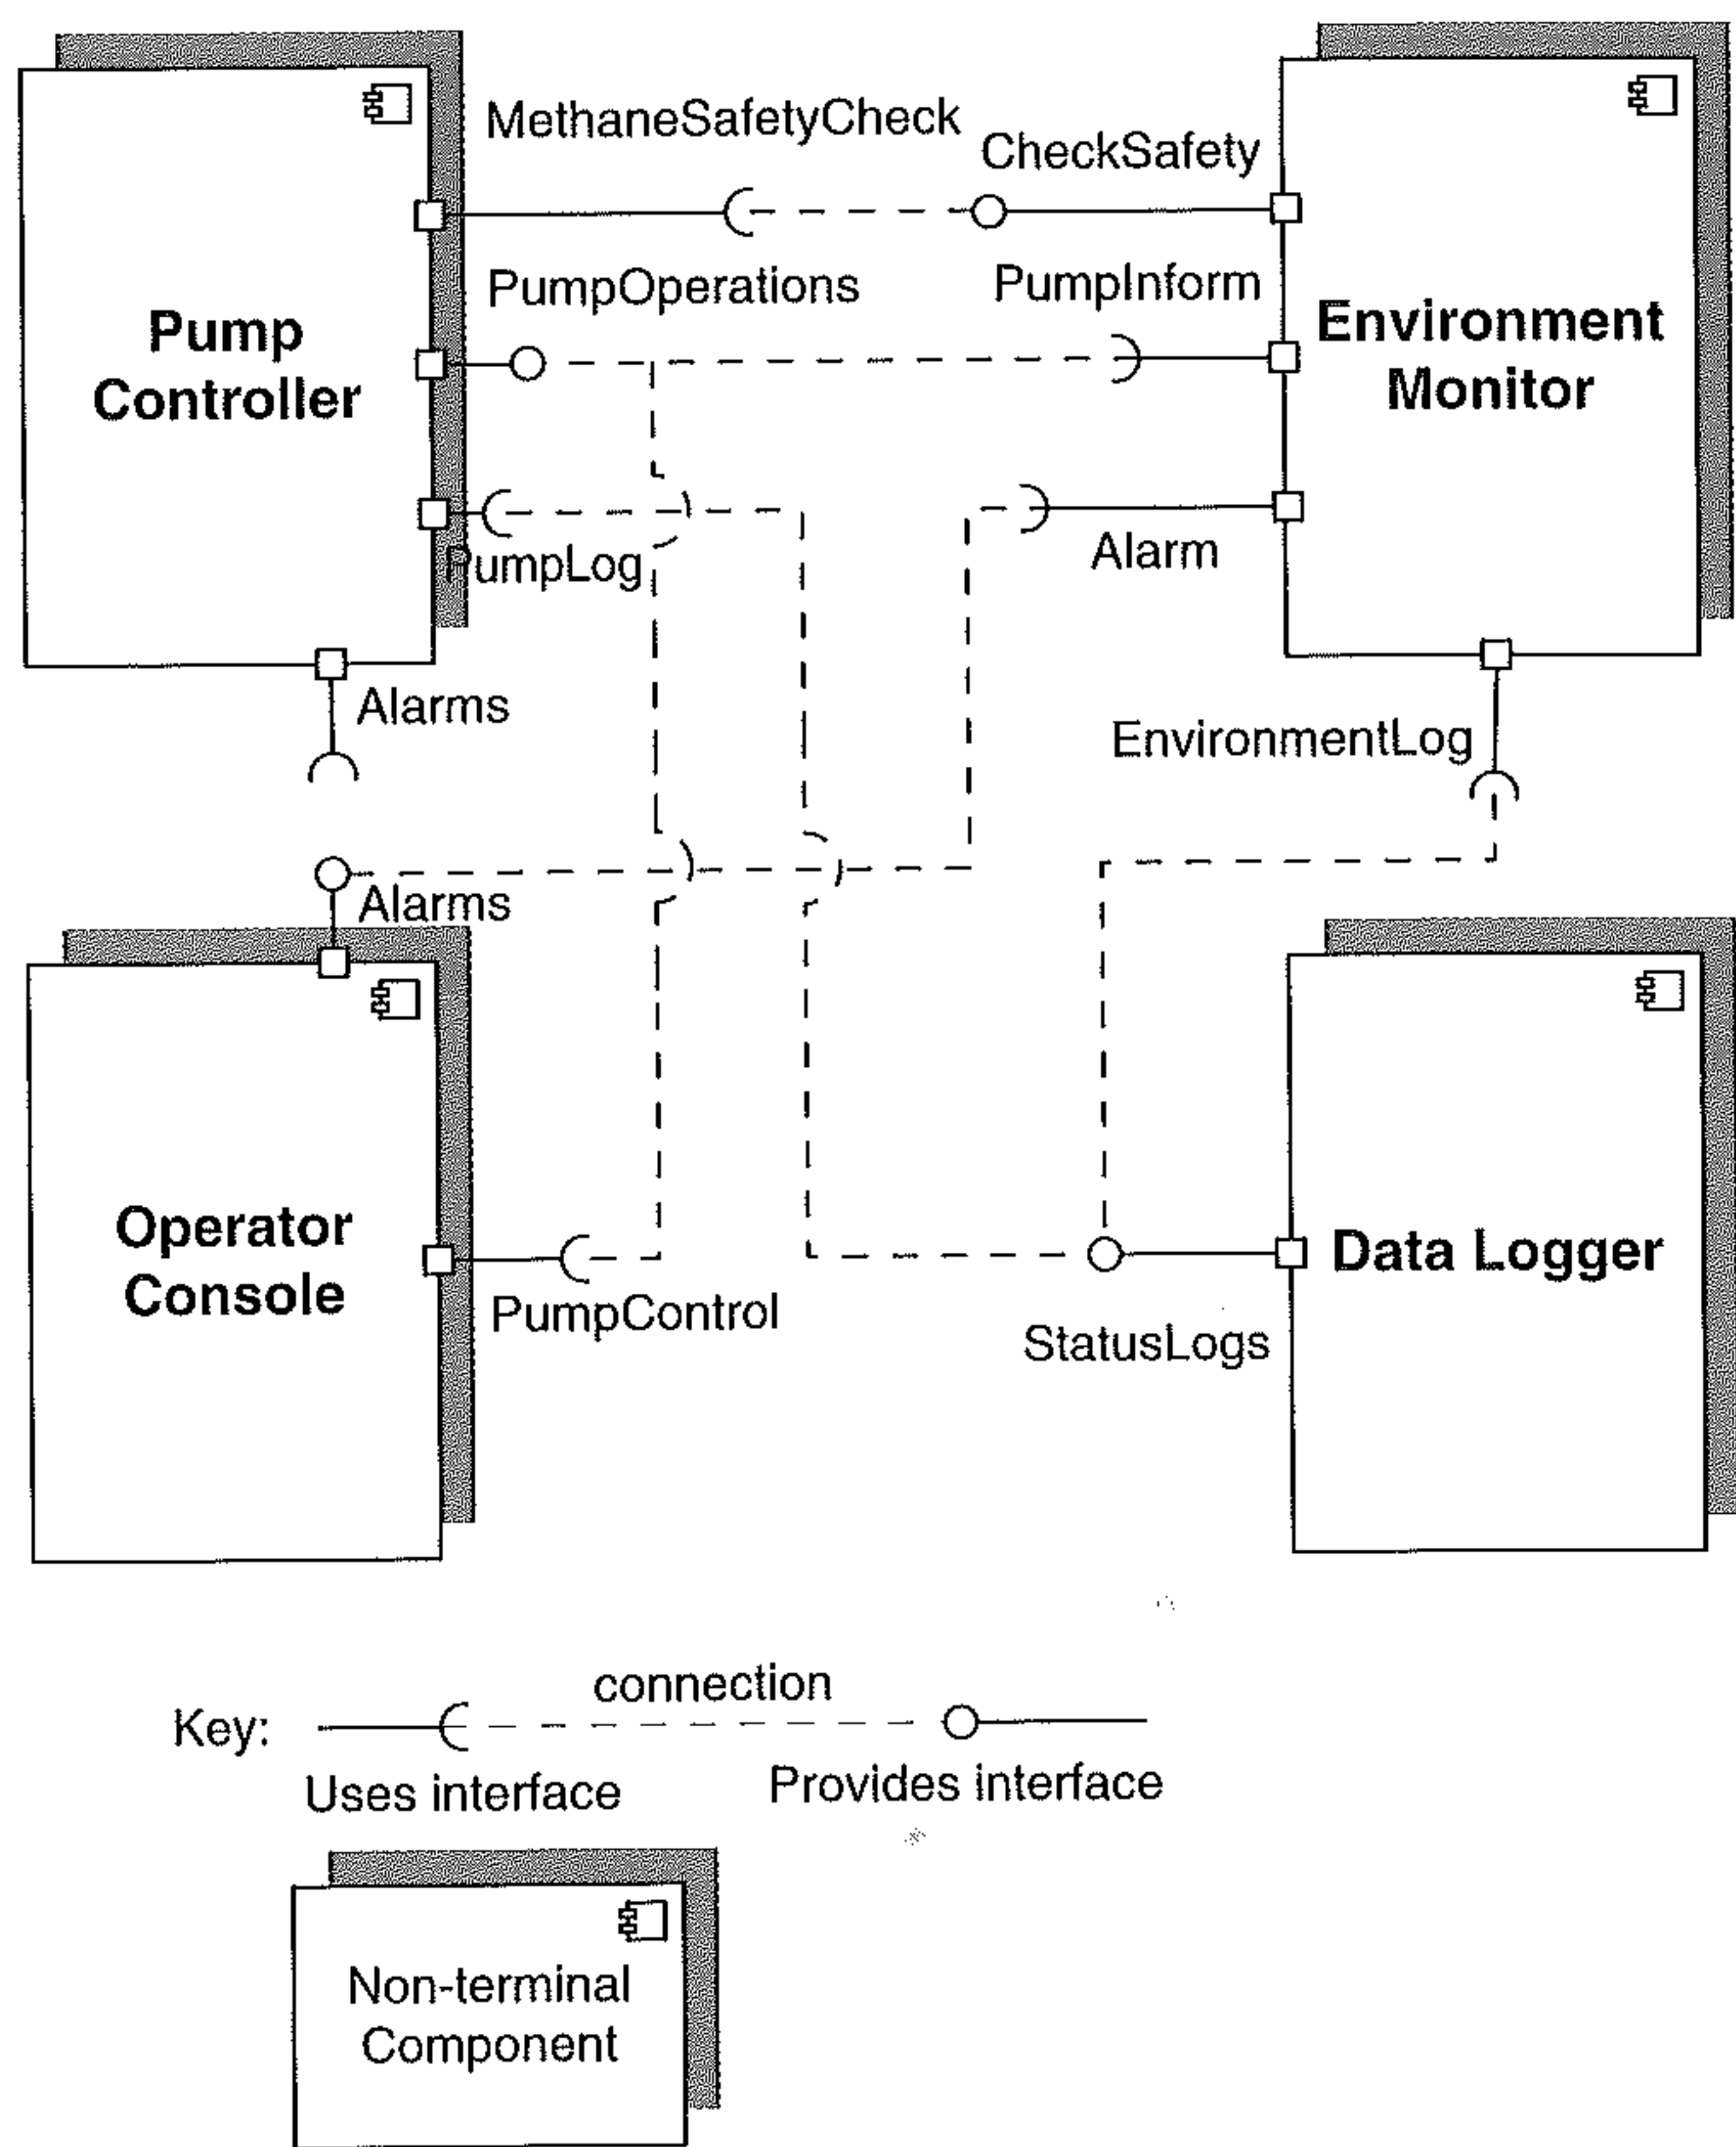 MethaneSafetyCheck
CheckSafety
PumpOperations
PumpInform
Pump
Controller
Environment
Monitor
PumpLog
Alarm
Alarms
EnvironmentLog
Alarms
Operator
Console
Data Logger
PumpControl
StatusLogs
connection
Key:
Uses interface
Provides interface
Non-terminal
Component